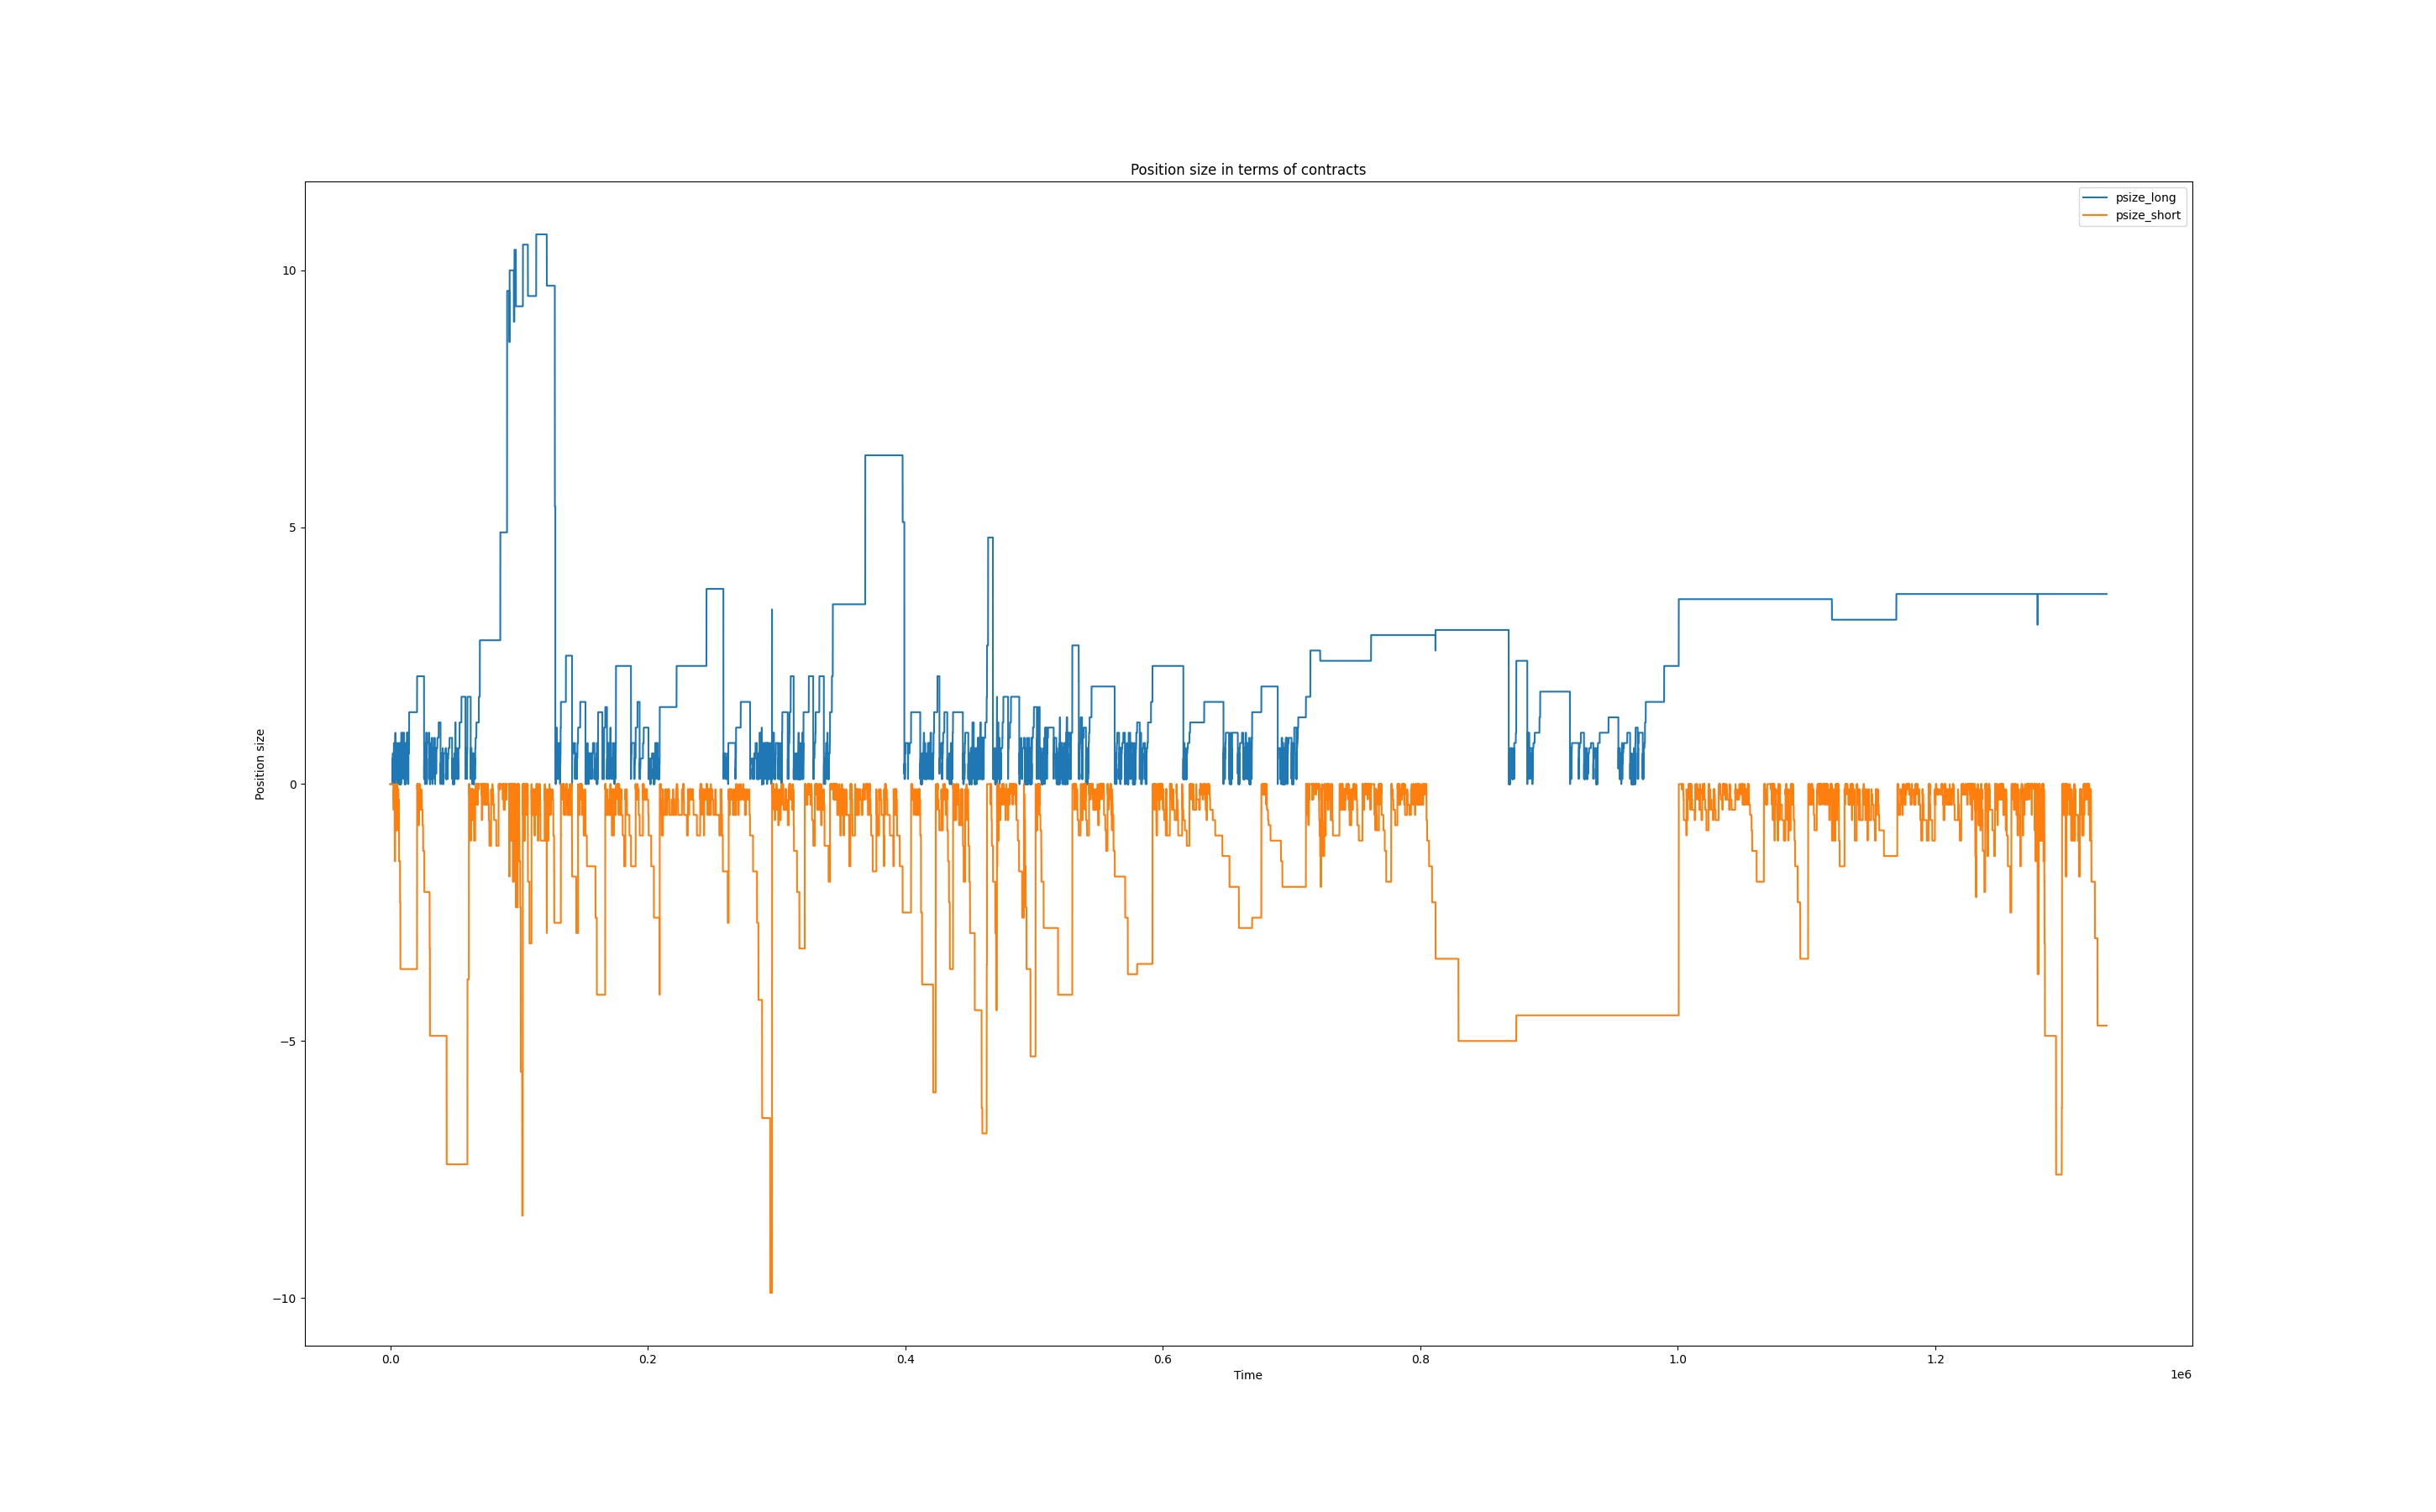 Position size in terms of contracts
psize_long
psize_short
10
5
0
−5
−10
Position size
0.0
0.2
0.4
0.6
0.8
1.0
1.2
1e6
Time